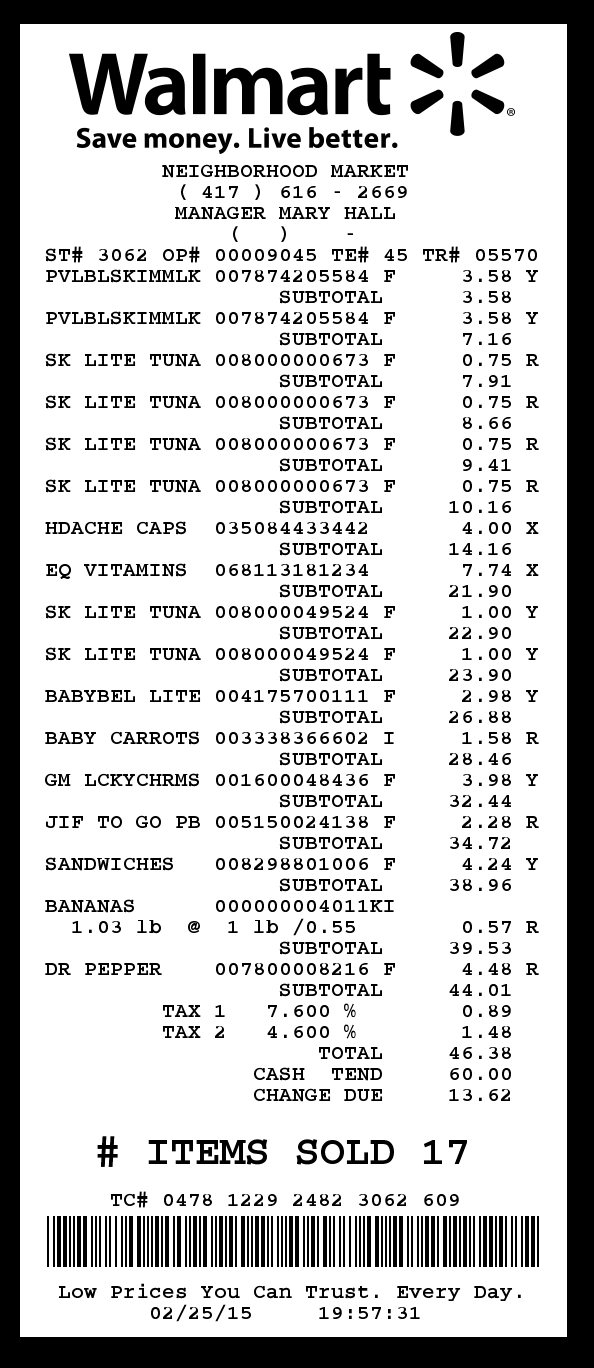 Walmart
Save money. Live better.
NEIGHBORHOOD MARKET
( 417 ) 616 - 2669
MANAGER MARY HALL
(   )    -
ST# 3062 OP# 00009045 TE# 45 TR# 05570
PVLBLSKIMMLK 007874205584 F 3.58 Y
SUBTOTAL 3.58
PVLBLSKIMMLK 007874205584 F 3.58 Y
SUBTOTAL 7.16
SK LITE TUNA 008000000673 F 0.75 R
SUBTOTAL 7.91
SK LITE TUNA 008000000673 F 0.75 R
SUBTOTAL 8.66
SK LITE TUNA 008000000673 F 0.75 R
SUBTOTAL 9.41
SK LITE TUNA 008000000673 F 0.75 R
SUBTOTAL 10.16
HDACHE CAPS 035084433442 4.00 X
SUBTOTAL 14.16
EQ VITAMINS 068113181234 7.74 X
SUBTOTAL 21.90
SK LITE TUNA 008000049524 F 1.00 Y
SUBTOTAL 22.90
SK LITE TUNA 008000049524 F 1.00 Y
SUBTOTAL 23.90
BABYBEL LITE 004175700111 F 2.98 Y
SUBTOTAL 26.88
BABY CARROTS 003338366602 I 1.58 R
SUBTOTAL 28.46
GM LCKYCHRMS 001600048436 F 3.98 Y
SUBTOTAL 32.44
JIF TO GO PB 005150024138 F 2.28 R
SUBTOTAL 34.72
SANDWICHES 008298801006 F 4.24 Y
SUBTOTAL 38.96
BANANAS 000000004011KI
1.03 lb @ 1 lb /0.55 0.57 R
SUBTOTAL 39.53
DR PEPPER 007800008216 F 4.48 R
SUBTOTAL 44.01
TAX 1 7.600 % 0.89
TAX 2 4.600 % 1.48
TOTAL 46.38
CASH TEND 60.00
CHANGE DUE 13.62
# ITEMS SOLD 17
TC# 0478 1229 2482 3062 609
Low Prices You Can Trust. Every Day.
02/25/15 19:57:31